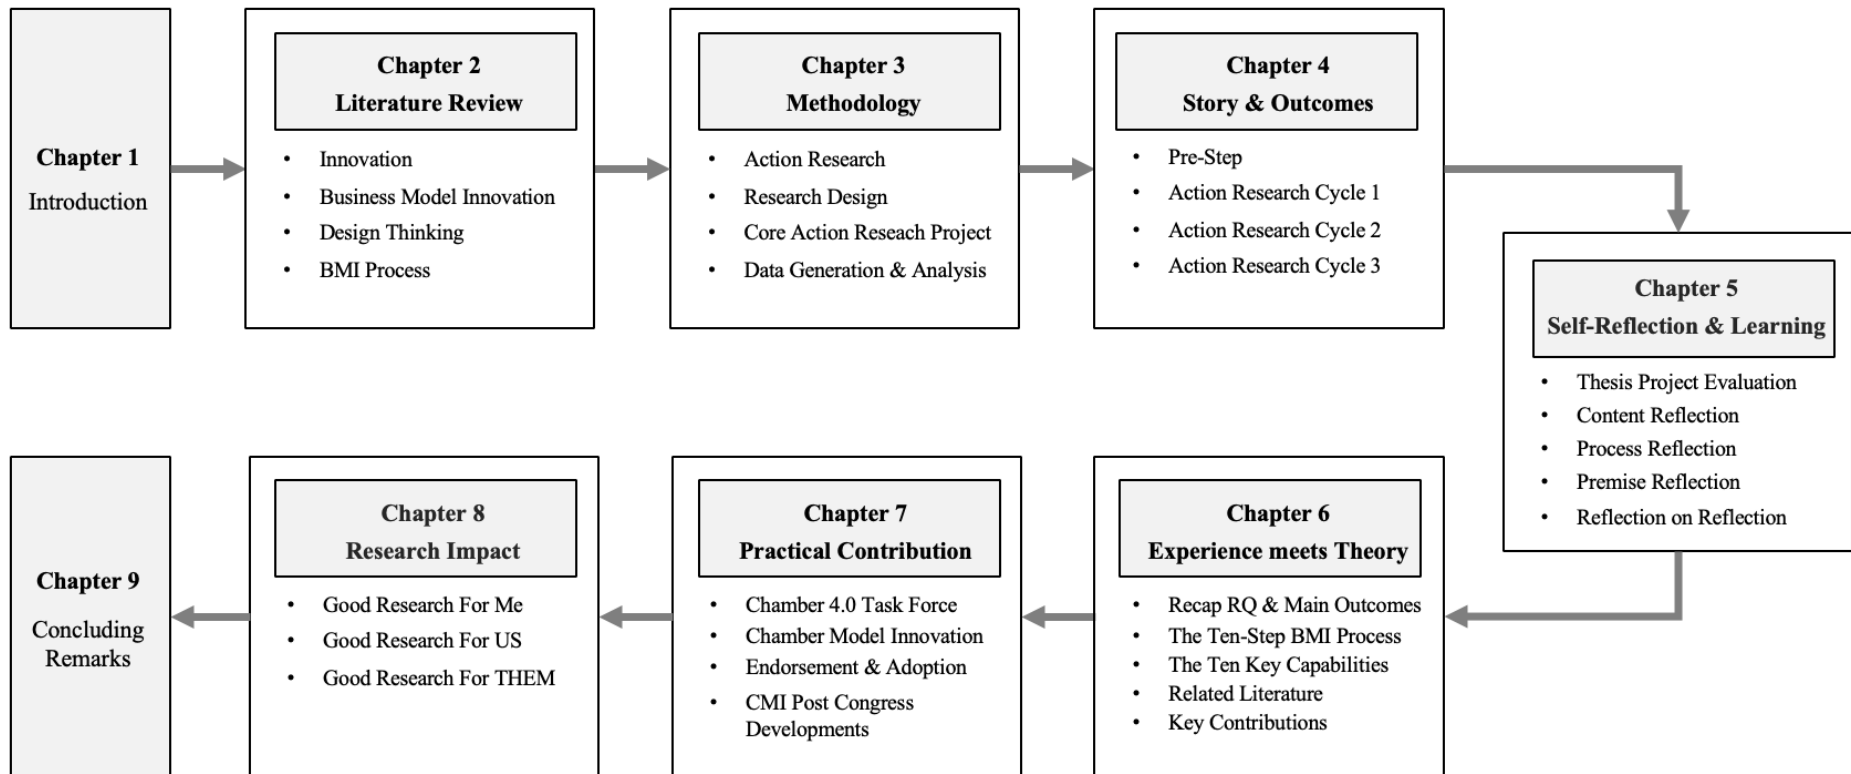 Chapter 1
Introduction
Chapter 2
Literature Review
• Innovation
• Business Model Innovation
• Design Thinking
• BMI Process
Chapter 3
Methodology
• Action Research
• Research Design
• Core Action Reseach Project
• Data Generation & Analysis
Chapter 4
Story & Outcomes
• Pre-Step
• Action Research Cycle 1
• Action Research Cycle 2
• Action Research Cycle 3
Chapter 5
Self-Reflection & Learning
• Thesis Project Evaluation
• Content Reflection
• Process Reflection
• Premise Reflection
• Reflection on Reflection
Chapter 6
Experience meets Theory
• Recap RQ & Main Outcomes
• The Ten-Step BMI Process
• The Ten Key Capabilities
• Related Literature
• Key Contributions
Chapter 7
Practical Contribution
• Chamber 4.0 Task Force
• Chamber Model Innovation
• Endorsement & Adoption
• CMI Post Congress
Developments
Chapter 8
Research Impact
• Good Research For Me
• Good Research For US
• Good Research For THEM
Chapter 9
Concluding
Remarks